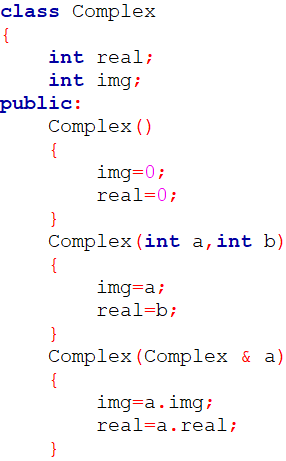 class Complex
{
    int real;
    int img;
public:
    Complex()
    {
        img=0;
        real=0;
    }
    Complex(int a,int b)
    {
        img=a;
        real=b;
    }
    Complex(Complex & a)
    {
        img=a.img;
        real=a.real;
    }